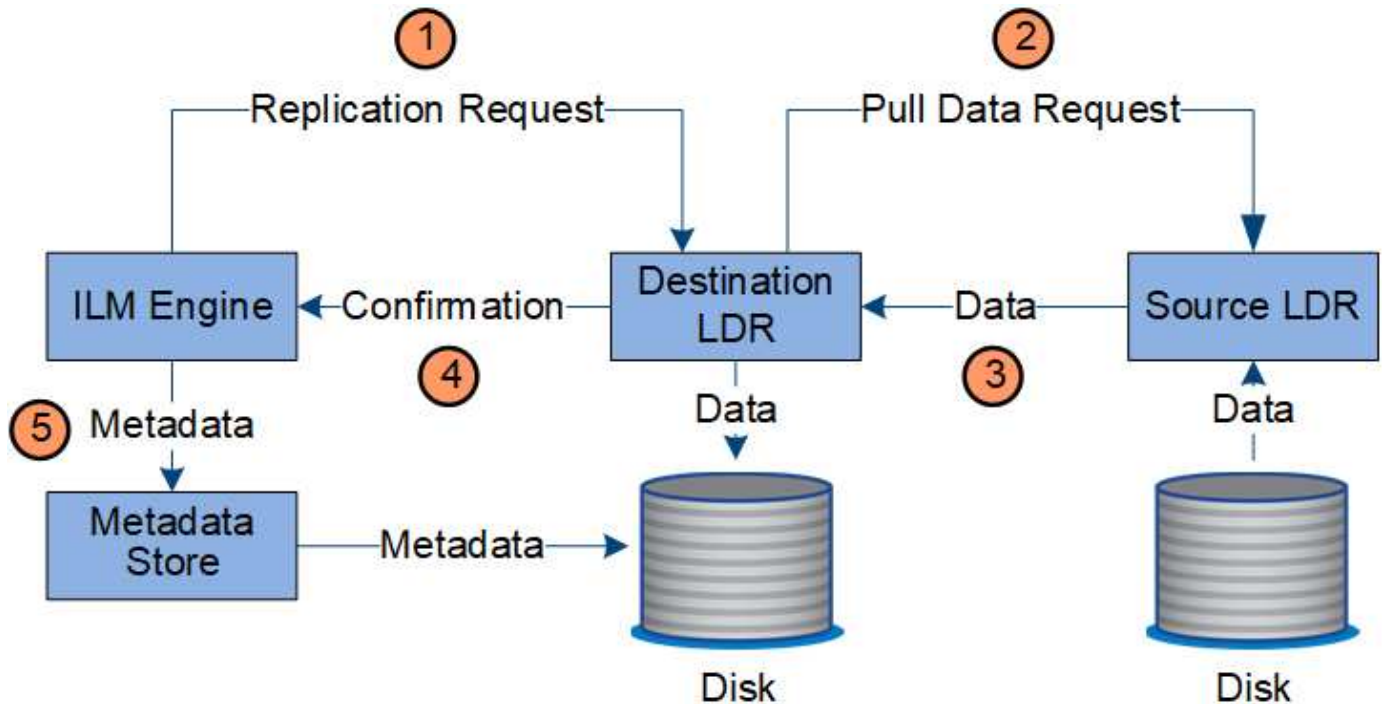 1
2
Replication Request
Pull Data Request
ILM Engine
Confirmation
Destination
LDR
Data
Source LDR
4
3
5
Metadata
Data
Data
Metadata
Store
Metadata
Disk
Disk